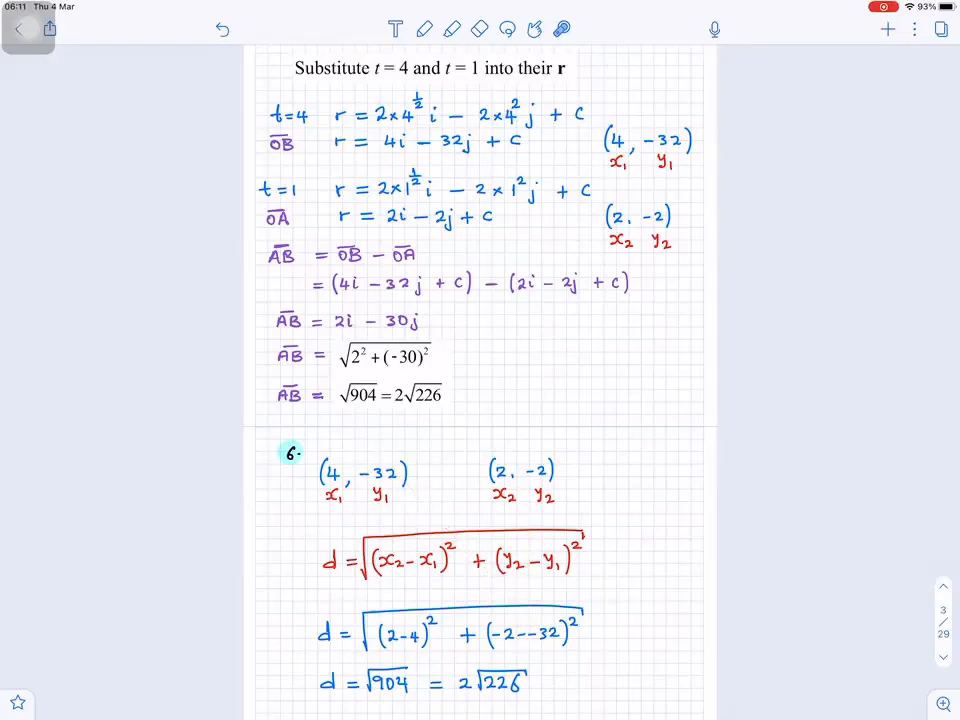 06:11 Thu 4 Mar
93%
Substitute t = 4 and t = 1 into their r
t=4 r = 2×4^½ i − 2×4² j + C
OB r = 4i − 32j + C (4, −32)
x₁ y₁
t=1 r = 2×1^½ i − 2×1² j + C
OA r = 2i − 2j + C (2, −2)
x₂ y₂
AB = OB − OA
= (4i − 32j + C) − (2i − 2j + C)
AB = 2i − 30j
AB = √(2² + (-30)²)
AB = √904 = 2√226
6.
(4, −32) (2, −2)
x₁ y₁ x₂ y₂
d = √((x₂−x₁)² + (y₂−y₁)²)
d = √((2−4)² + (−2−−32)²)
d = √904 = 2√226
3
/
29